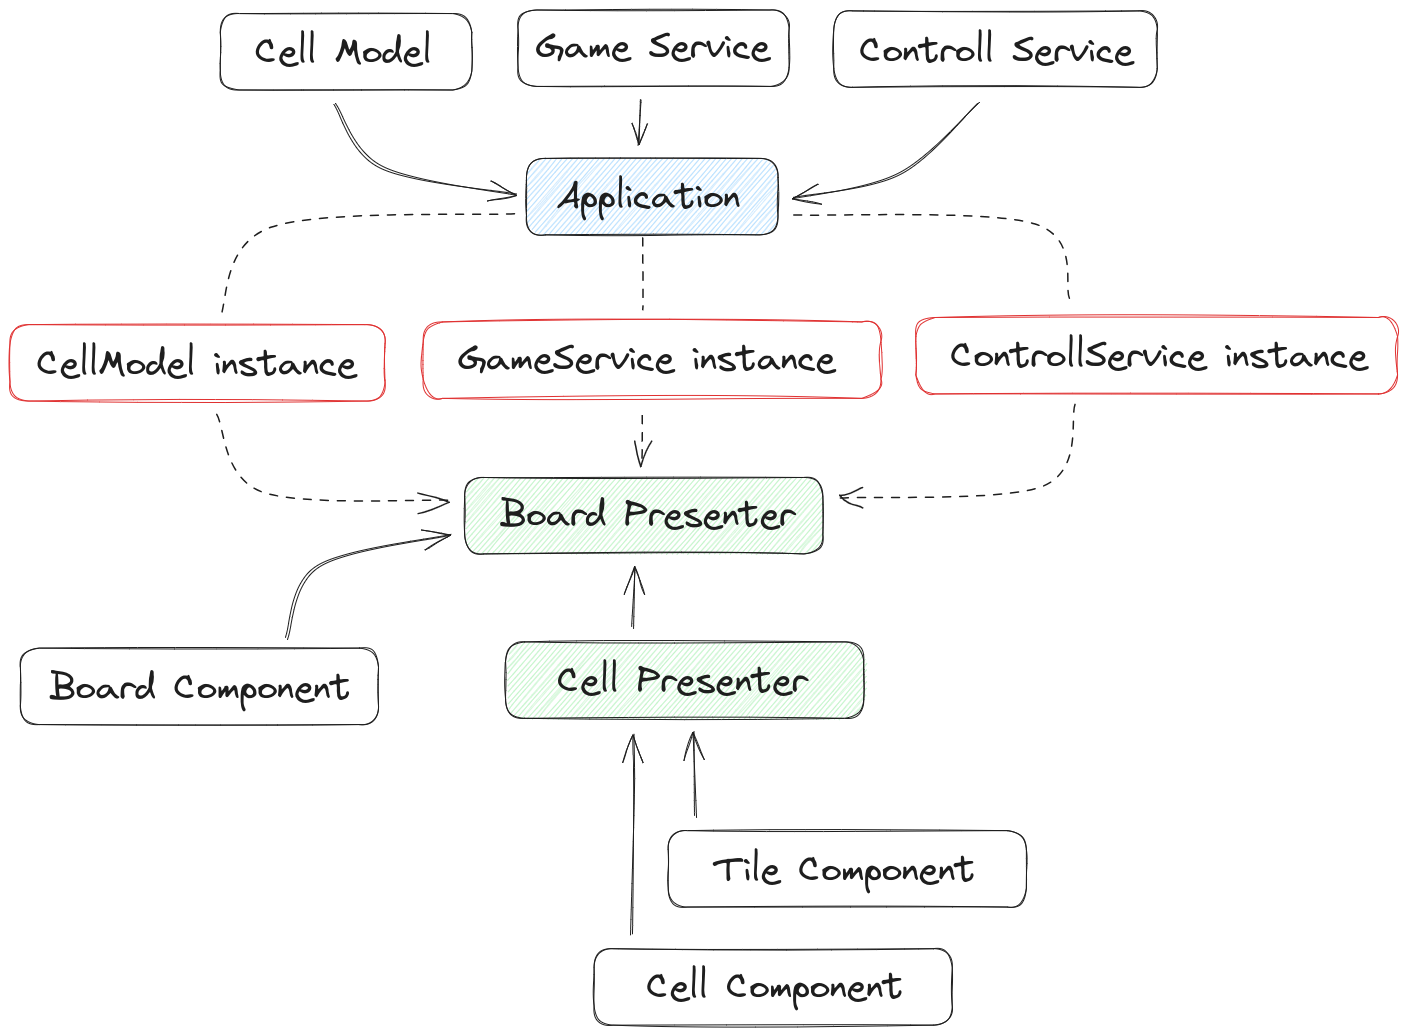 Cell Model
Game Service
Controll Service
Application
CellModel instance
GameService instance
ControllService instance
Board Presenter
Board Component
Cell Presenter
Tile Component
Cell Component